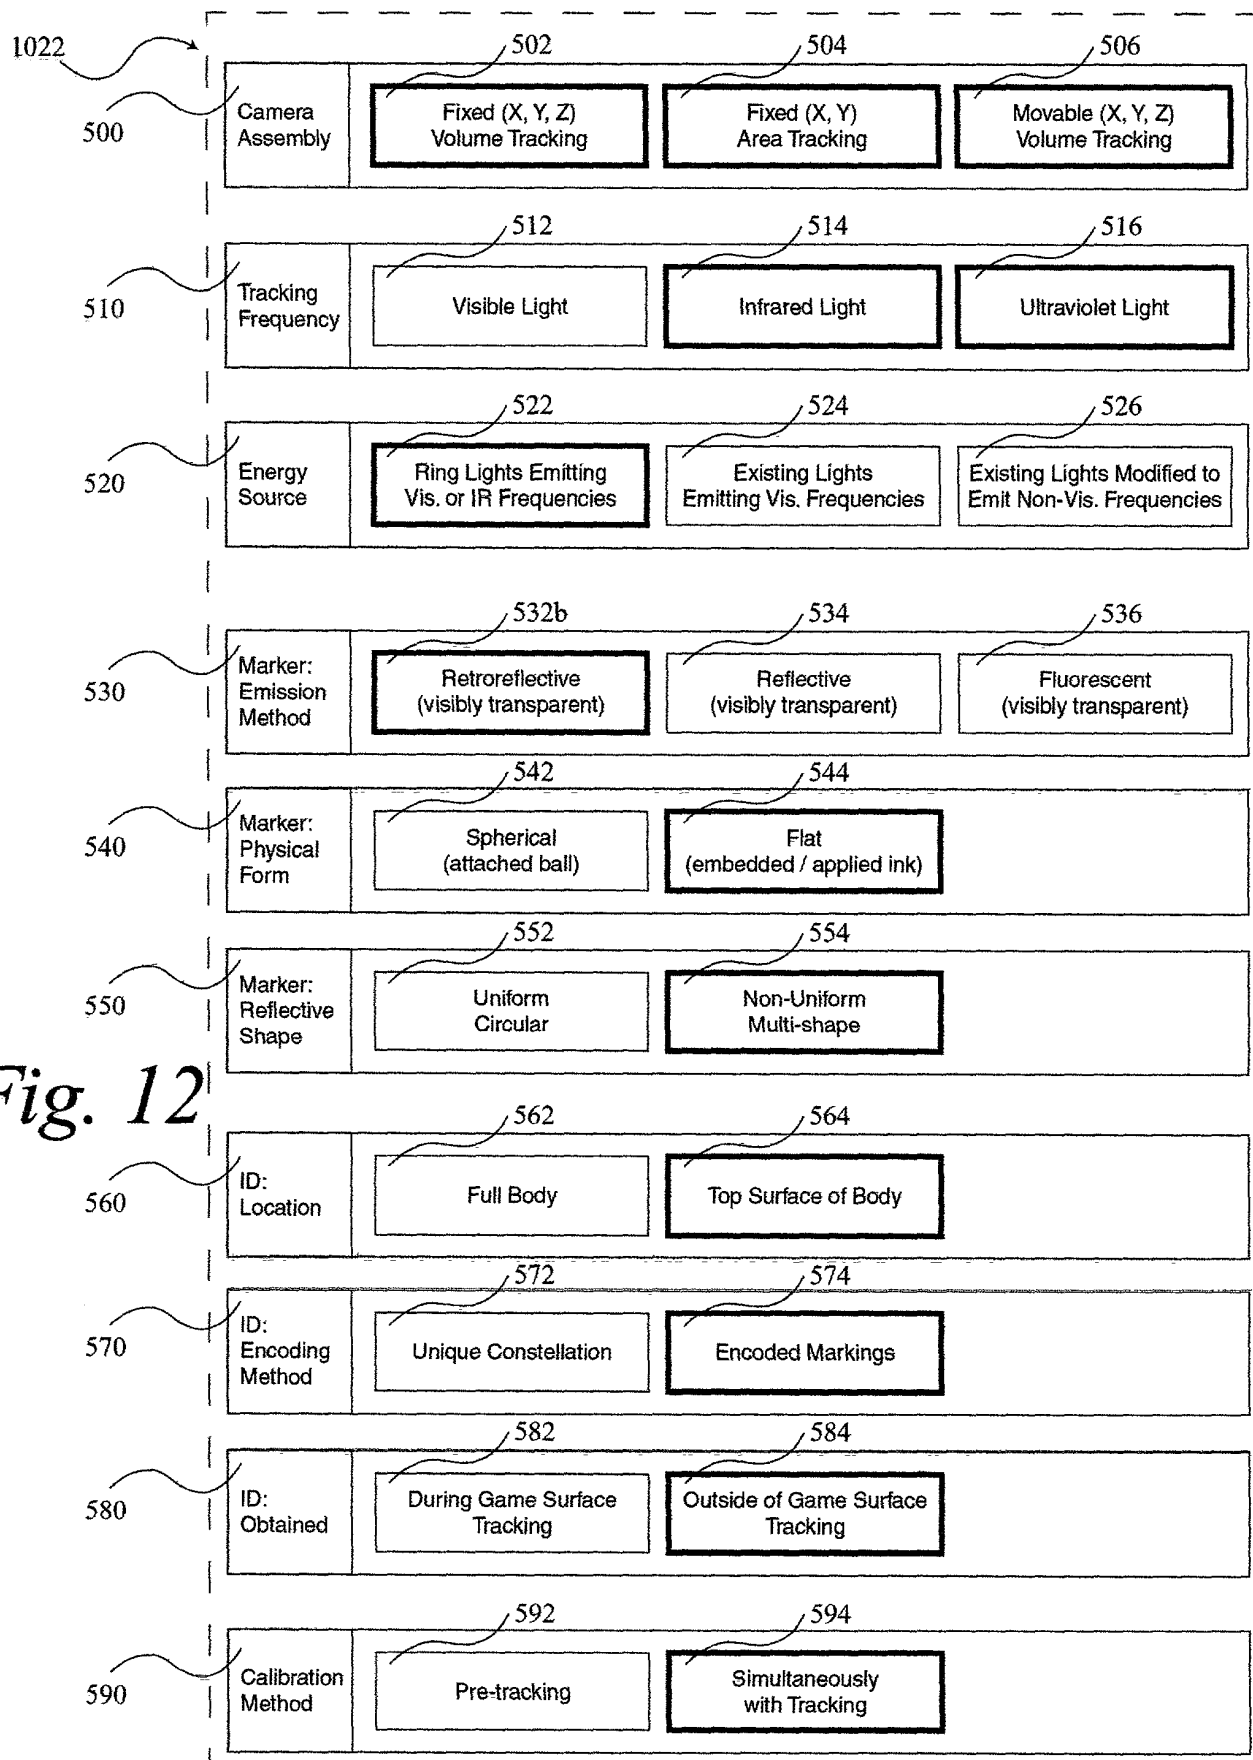 1022
502
504
506
500
Camera
Assembly
Fixed (X, Y, Z)
Volume Tracking
Fixed (X, Y)
Area Tracking
Movable (X, Y, Z)
Volume Tracking
512
514
516
510
Tracking
Frequency
Visible Light
Infrared Light
Ultraviolet Light
522
524
526
520
Energy
Source
Ring Lights Emitting
Vis. or IR Frequencies
Existing Lights
Emitting Vis. Frequencies
Existing Lights Modified to
Emit Non-Vis. Frequencies
532b
534
536
530
Marker:
Emission
Method
Retroreflective
(visibly transparent)
Reflective
(visibly transparent)
Fluorescent
(visibly transparent)
542
544
540
Marker:
Physical
Form
Spherical
(attached ball)
Flat
(embedded / applied ink)
552
554
550
Marker:
Reflective
Shape
Uniform
Circular
Non-Uniform
Multi-shape
Fig. 12
562
564
560
ID:
Location
Full Body
Top Surface of Body
572
574
570
ID:
Encoding
Method
Unique Constellation
Encoded Markings
582
584
580
ID:
Obtained
During Game Surface
Tracking
Outside of Game Surface
Tracking
592
594
590
Calibration
Method
Pre-tracking
Simultaneously
with Tracking